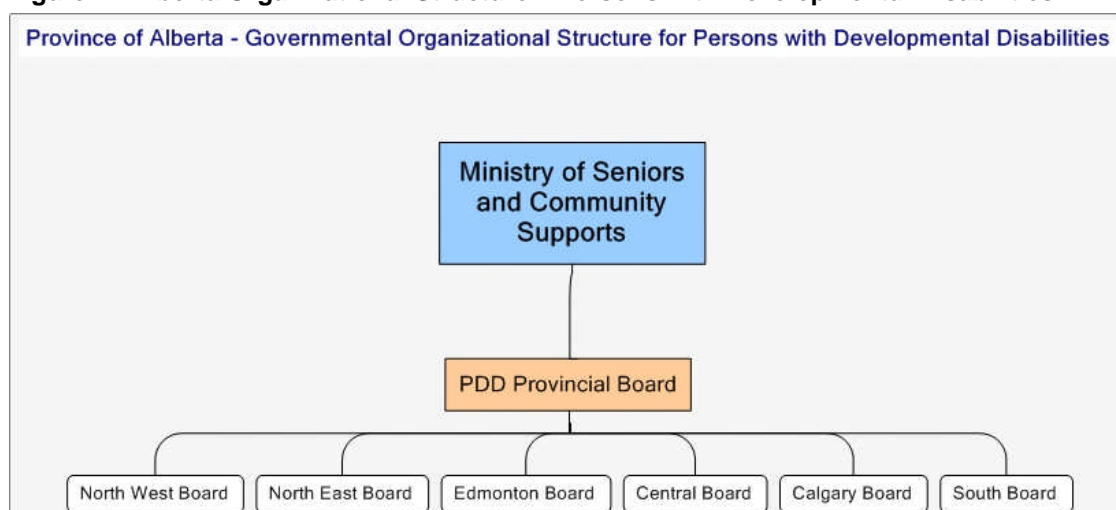 Province of Alberta - Governmental Organizational Structure for Persons with Developmental Disabilities
Ministry of Seniors
and Community
Supports
PDD Provincial Board
North West Board
North East Board
Edmonton Board
Central Board
Calgary Board
South Board